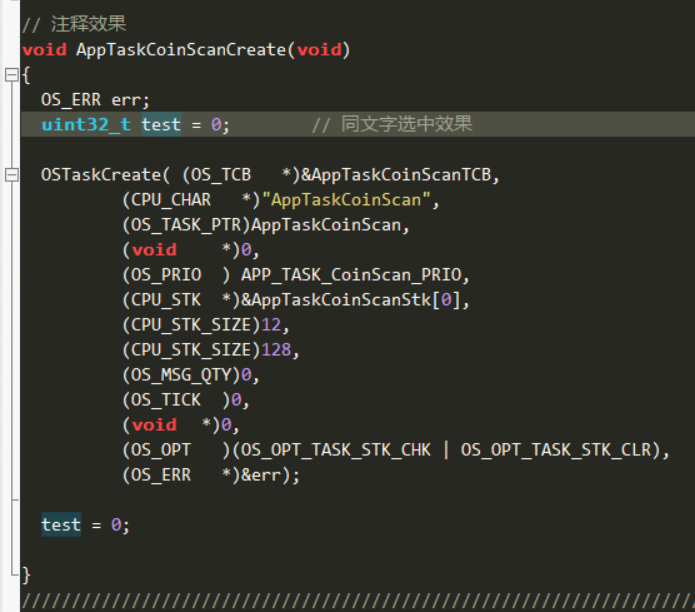 // 注释效果
void AppTaskCoinScanCreate(void)
{
  OS_ERR err;
  uint32_t test = 0;        // 同文字选中效果
  OSTaskCreate( (OS_TCB   *)&AppTaskCoinScanTCB,
          (CPU_CHAR   *)"AppTaskCoinScan",
          (OS_TASK_PTR)AppTaskCoinScan,
          (void     *)0,
          (OS_PRIO  ) APP_TASK_CoinScan_PRIO,
          (CPU_STK  *)&AppTaskCoinScanStk[0],
          (CPU_STK_SIZE)12,
          (CPU_STK_SIZE)128,
          (OS_MSG_QTY)0,
          (OS_TICK  )0,
          (void   *)0,
          (OS_OPT   )(OS_OPT_TASK_STK_CHK | OS_OPT_TASK_STK_CLR),
          (OS_ERR   *)&err);
  test = 0;
}
////////////////////////////////////////////////////////////////////